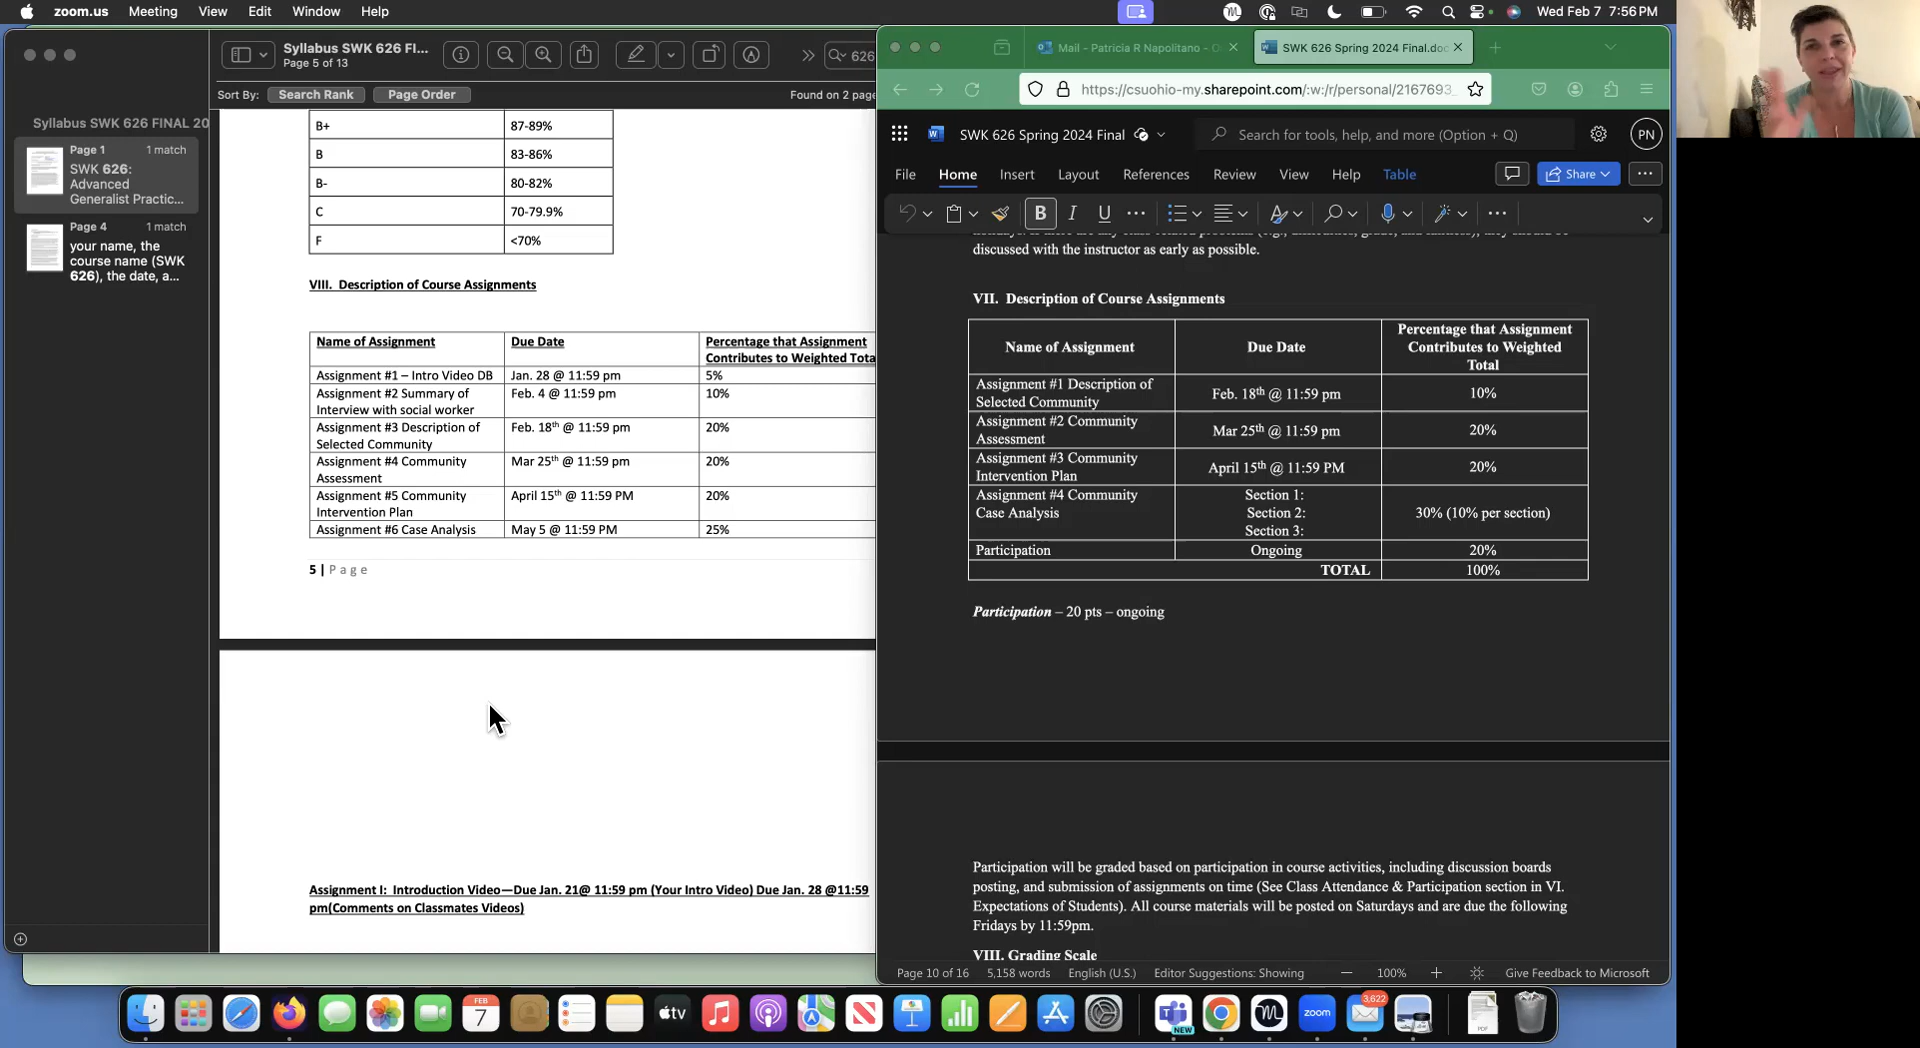 zoom.us Meeting View Edit Window Help
Wed Feb 7 7:56 PM
Syllabus SWK 626 Fi...
Page 5 of 13
626
Sort By: Search Rank Page Order Found on 2 page
Syllabus SWK 626 FINAL 20
Page 1 1 match
SWK 626:
Advanced
Generalist Practic...
Page 4 1 match
your name, the
course name (SWK
626), the date, a...
B+ 87-89%
B 83-86%
B- 80-82%
C 70-79.9%
F <70%
VIII. Description of Course Assignments
Name of Assignment Due Date Percentage that Assignment
Contributes to Weighted Tota
Assignment #1 – Intro Video DB Jan. 28 @ 11:59 pm 5%
Assignment #2 Summary of
Interview with social worker Feb. 4 @ 11:59 pm 10%
Assignment #3 Description of
Selected Community Feb. 18th @ 11:59 pm 20%
Assignment #4 Community
Assessment Mar 25th @ 11:59 pm 20%
Assignment #5 Community
Intervention Plan April 15th @ 11:59 PM 20%
Assignment #6 Case Analysis May 5 @ 11:59 PM 25%
5 | Page
Assignment I: Introduction Video—Due Jan. 21@ 11:59 pm (Your Intro Video) Due Jan. 28 @11:59
pm(Comments on Classmates Videos)
Mail - Patricia R Napolitano - O SWK 626 Spring 2024 Final.doc
https://csuohio-my.sharepoint.com/:w:/r/personal/2167693_
SWK 626 Spring 2024 Final Search for tools, help, and more (Option + Q) PN
File Home Insert Layout References Review View Help Table Share
B I U
discussed with the instructor as early as possible.
VII. Description of Course Assignments
Name of Assignment Due Date Percentage that Assignment
Contributes to Weighted
Total
Assignment #1 Description of
Selected Community Feb. 18th @ 11:59 pm 10%
Assignment #2 Community
Assessment Mar 25th @ 11:59 pm 20%
Assignment #3 Community
Intervention Plan April 15th @ 11:59 PM 20%
Assignment #4 Community
Case Analysis Section 1:
Section 2:
Section 3: 30% (10% per section)
Participation Ongoing 20%
TOTAL 100%
Participation – 20 pts – ongoing
Participation will be graded based on participation in course activities, including discussion boards
posting, and submission of assignments on time (See Class Attendance & Participation section in VI.
Expectations of Students). All course materials will be posted on Saturdays and are due the following
Fridays by 11:59pm.
VIII. Grading Scale
Page 10 of 16 5,158 words English (U.S.) Editor Suggestions: Showing 100% Give Feedback to Microsoft
FEB
7
tv
NEW
zoom
3,622
PDF